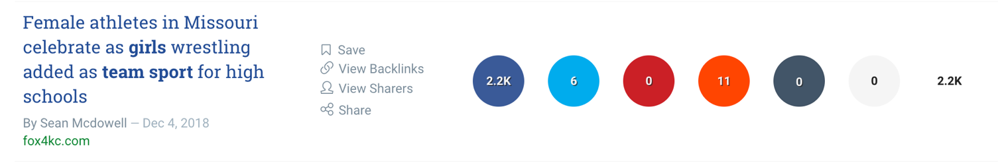 Female athletes in Missouri
celebrate as girls wrestling
added as team sport for high
schools
By Sean Mcdowell — Dec 4, 2018
fox4kc.com
Save
View Backlinks
View Sharers
Share
2.2K
6
0
11
0
0
2.2K